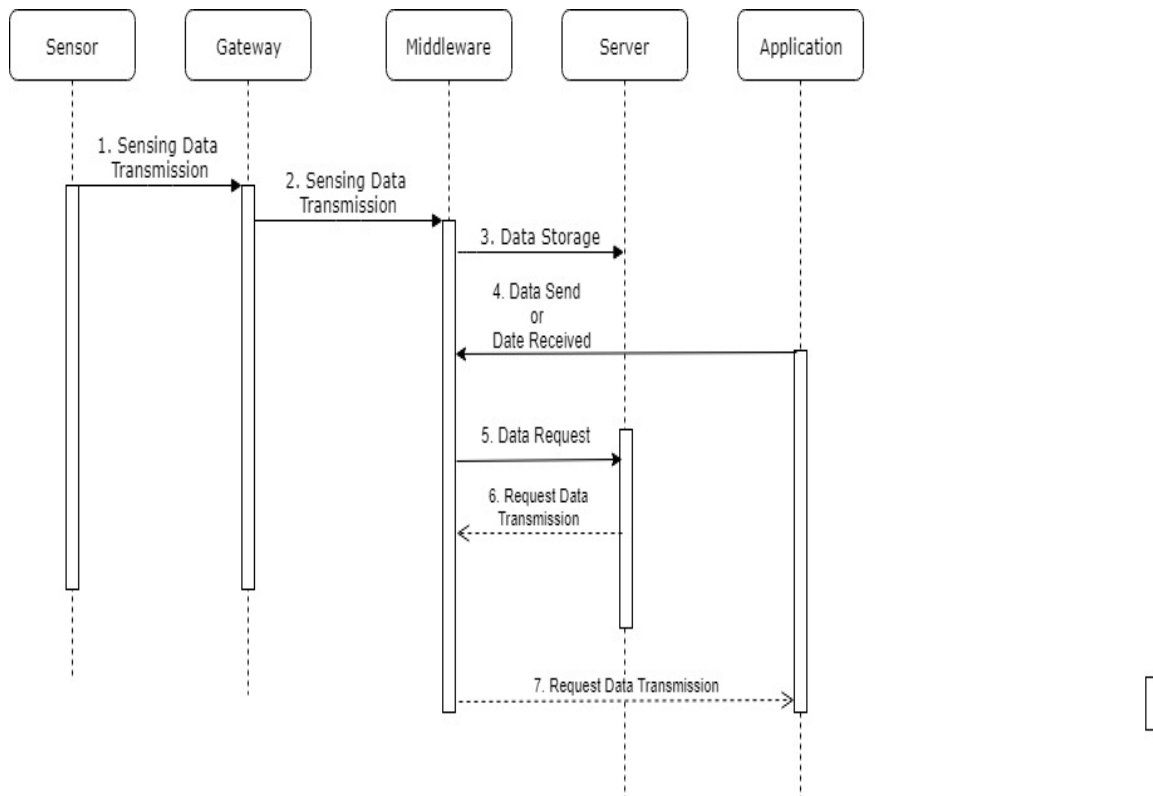 Sensor
Gateway
Middleware
Server
Application
1. Sensing Data
Transmission
2. Sensing Data
Transmission
3. Data Storage
4. Data Send
or
Date Received
5. Data Request
6. Request Data
Transmission
7. Request Data Transmission